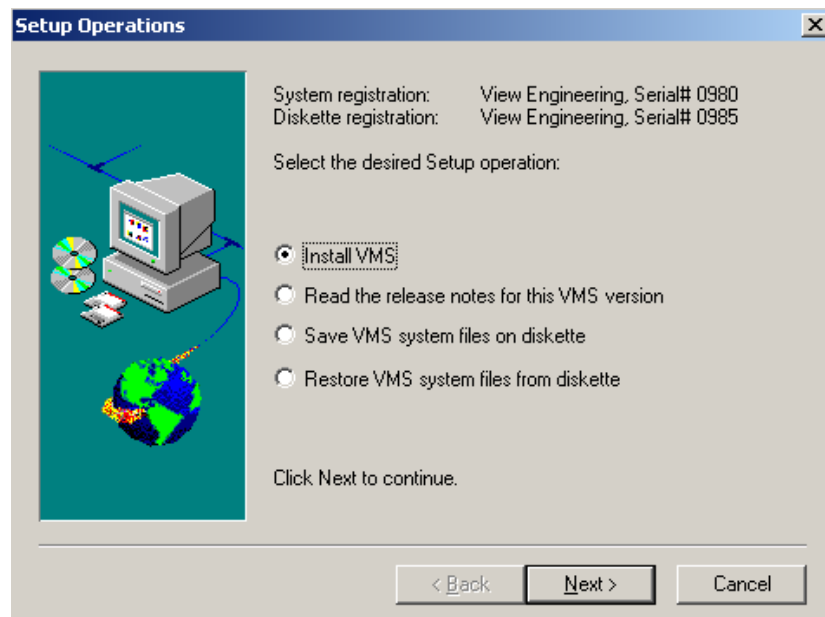 Setup Operations
System registration: View Engineering, Serial# 0980
Diskette registration: View Engineering, Serial# 0985
Select the desired Setup operation:
Install VMS
Read the release notes for this VMS version
Save VMS system files on diskette
Restore VMS system files from diskette
Click Next to continue.
< Back Next > Cancel